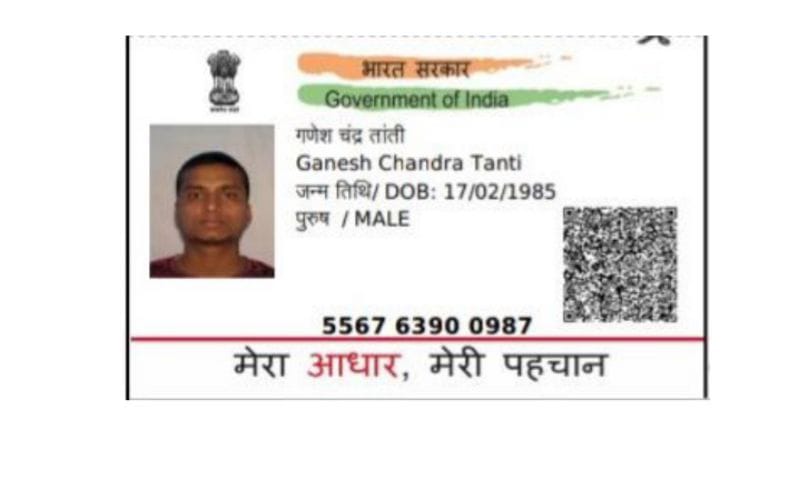 भारत सरकार
Government of India
गणेश चंद्र तांती
Ganesh Chandra Tanti
जन्म तिथि/ DOB: 17/02/1985
पुरुष / MALE
5567 6390 0987
मेरा आधार, मेरी पहचान